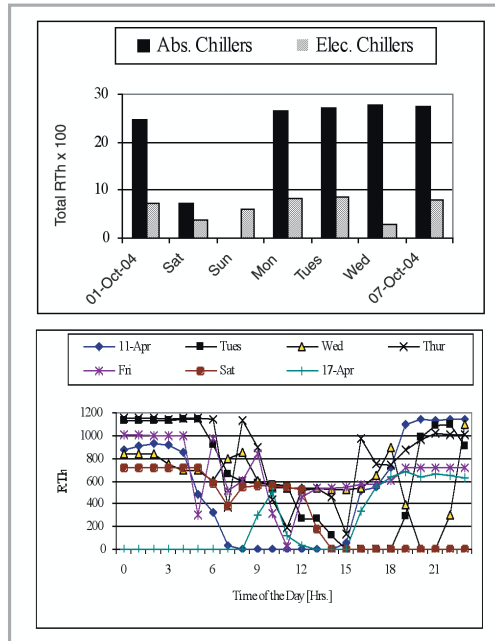 Abs. Chillers Elec. Chillers
Total RTh x 100
30
20
10
0
01-Oct-04 Sat Sun Mon Tues Wed 07-Oct-04
11-Apr Tues Wed Thur
Fri Sat 17-Apr
RTh
1200
1000
800
600
400
200
0
0 3 6 9 12 15 18 21
Time of the Day [Hrs.]